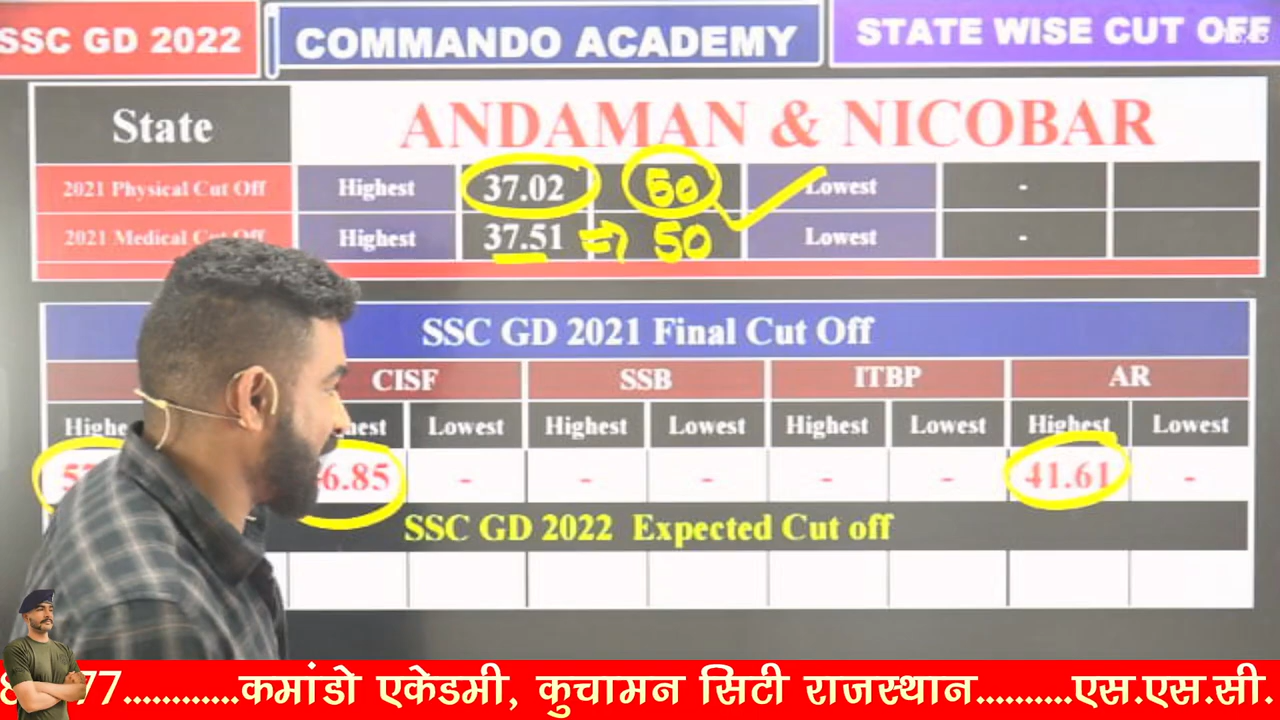 SSC GD 2022
COMMANDO ACADEMY
STATE WISE CUT OFF
State ANDAMAN & NICOBAR
2021 Physical Cut Off Highest 37.02 50 Lowest -
2021 Medical Cut Off Highest 37.51 => 50 Lowest -
SSC GD 2021 Final Cut Off
CISF SSB ITBP AR
Lowest Highest Lowest Highest Lowest Highest Lowest
6.85 - - - - - 41.61 -
SSC GD 2022 Expected Cut off
77............कमांडो एकेडमी, कुचामन सिटी राजस्थान..........एस.एस.सी.